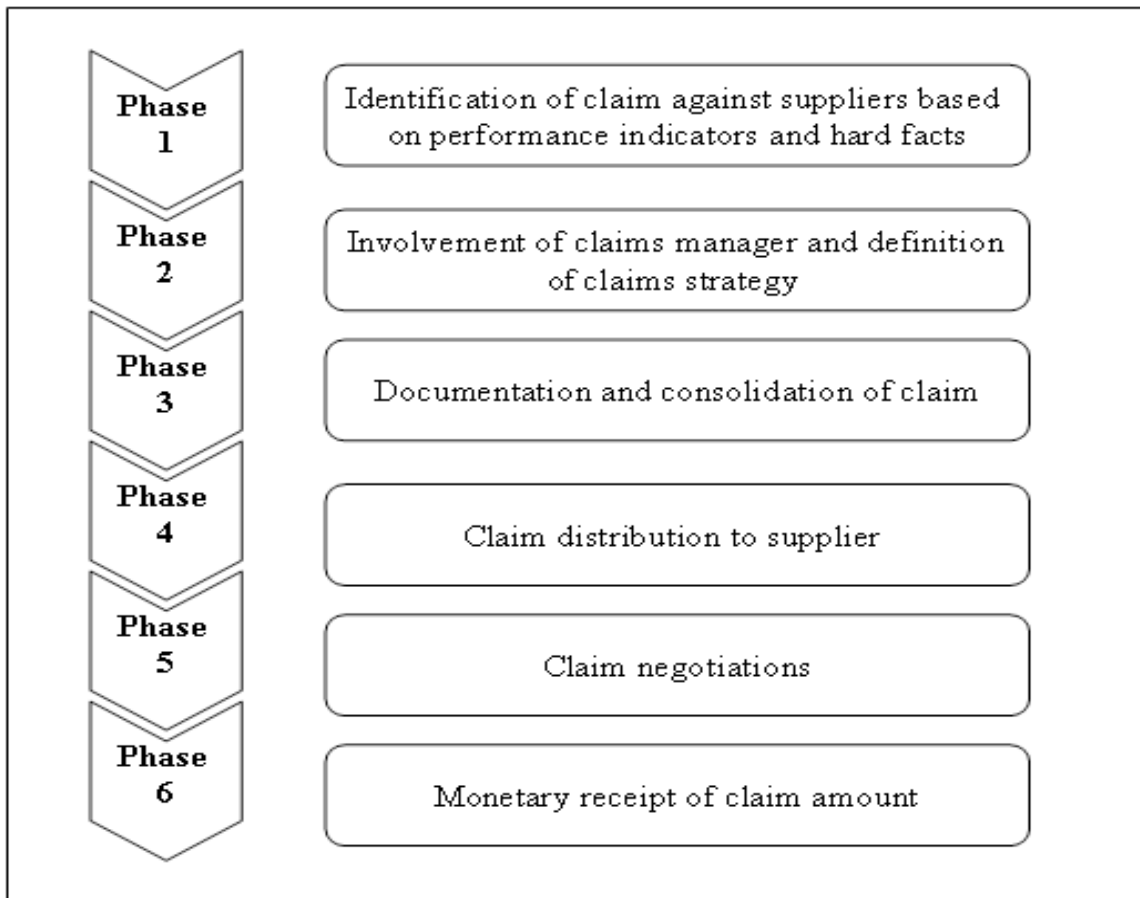 Phase
1
Identification of claim against suppliers based
on performance indicators and hard facts
Phase
2
Involvement of claims manager and definition
of claims strategy
Phase
3
Documentation and consolidation of claim
Phase
4
Claim distribution to supplier
Phase
5
Claim negotiations
Phase
6
Monetary receipt of claim amount